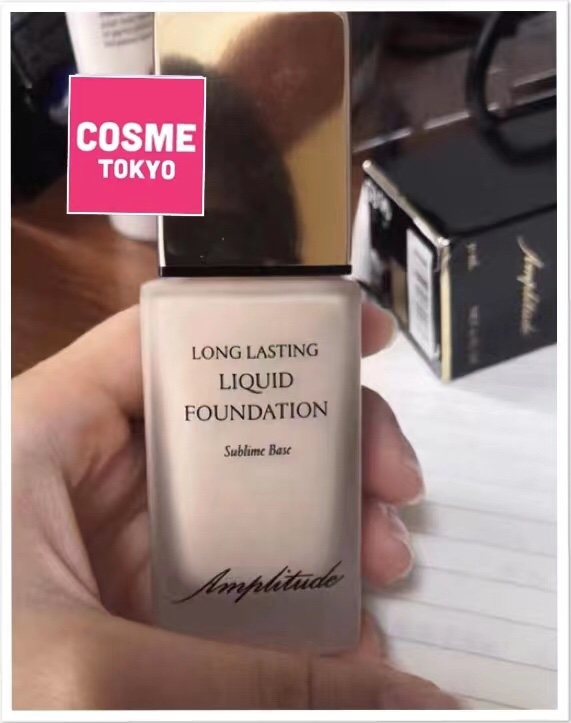 COSME
TOKYO
LONG LASTING
LIQUID
FOUNDATION
Sublime Base
Amplitude
Amplitude